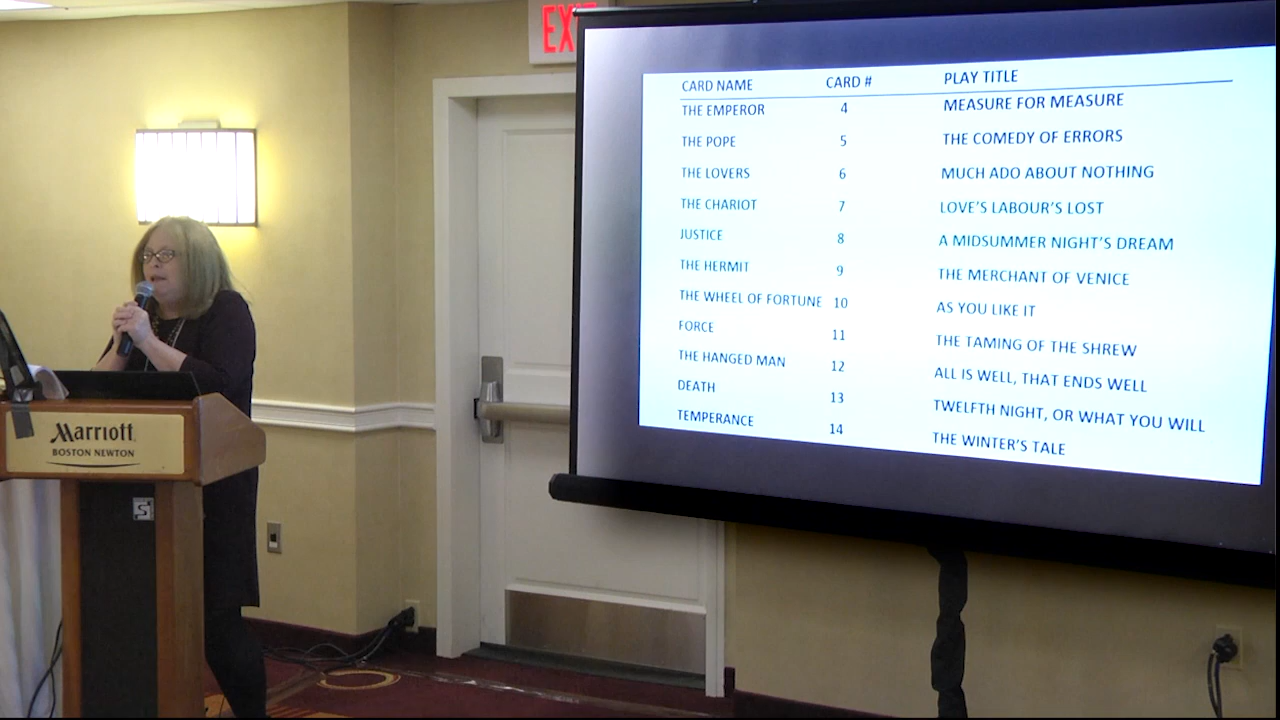 EXIT
CARD NAME CARD # PLAY TITLE
THE EMPEROR 4 MEASURE FOR MEASURE
THE POPE 5 THE COMEDY OF ERRORS
THE LOVERS 6 MUCH ADO ABOUT NOTHING
THE CHARIOT 7 LOVE'S LABOUR'S LOST
JUSTICE 8 A MIDSUMMER NIGHT'S DREAM
THE HERMIT 9 THE MERCHANT OF VENICE
THE WHEEL OF FORTUNE 10 AS YOU LIKE IT
FORCE 11 THE TAMING OF THE SHREW
THE HANGED MAN 12 ALL IS WELL, THAT ENDS WELL
DEATH 13 TWELFTH NIGHT, OR WHAT YOU WILL
TEMPERANCE 14 THE WINTER'S TALE
Marriott
BOSTON NEWTON
S